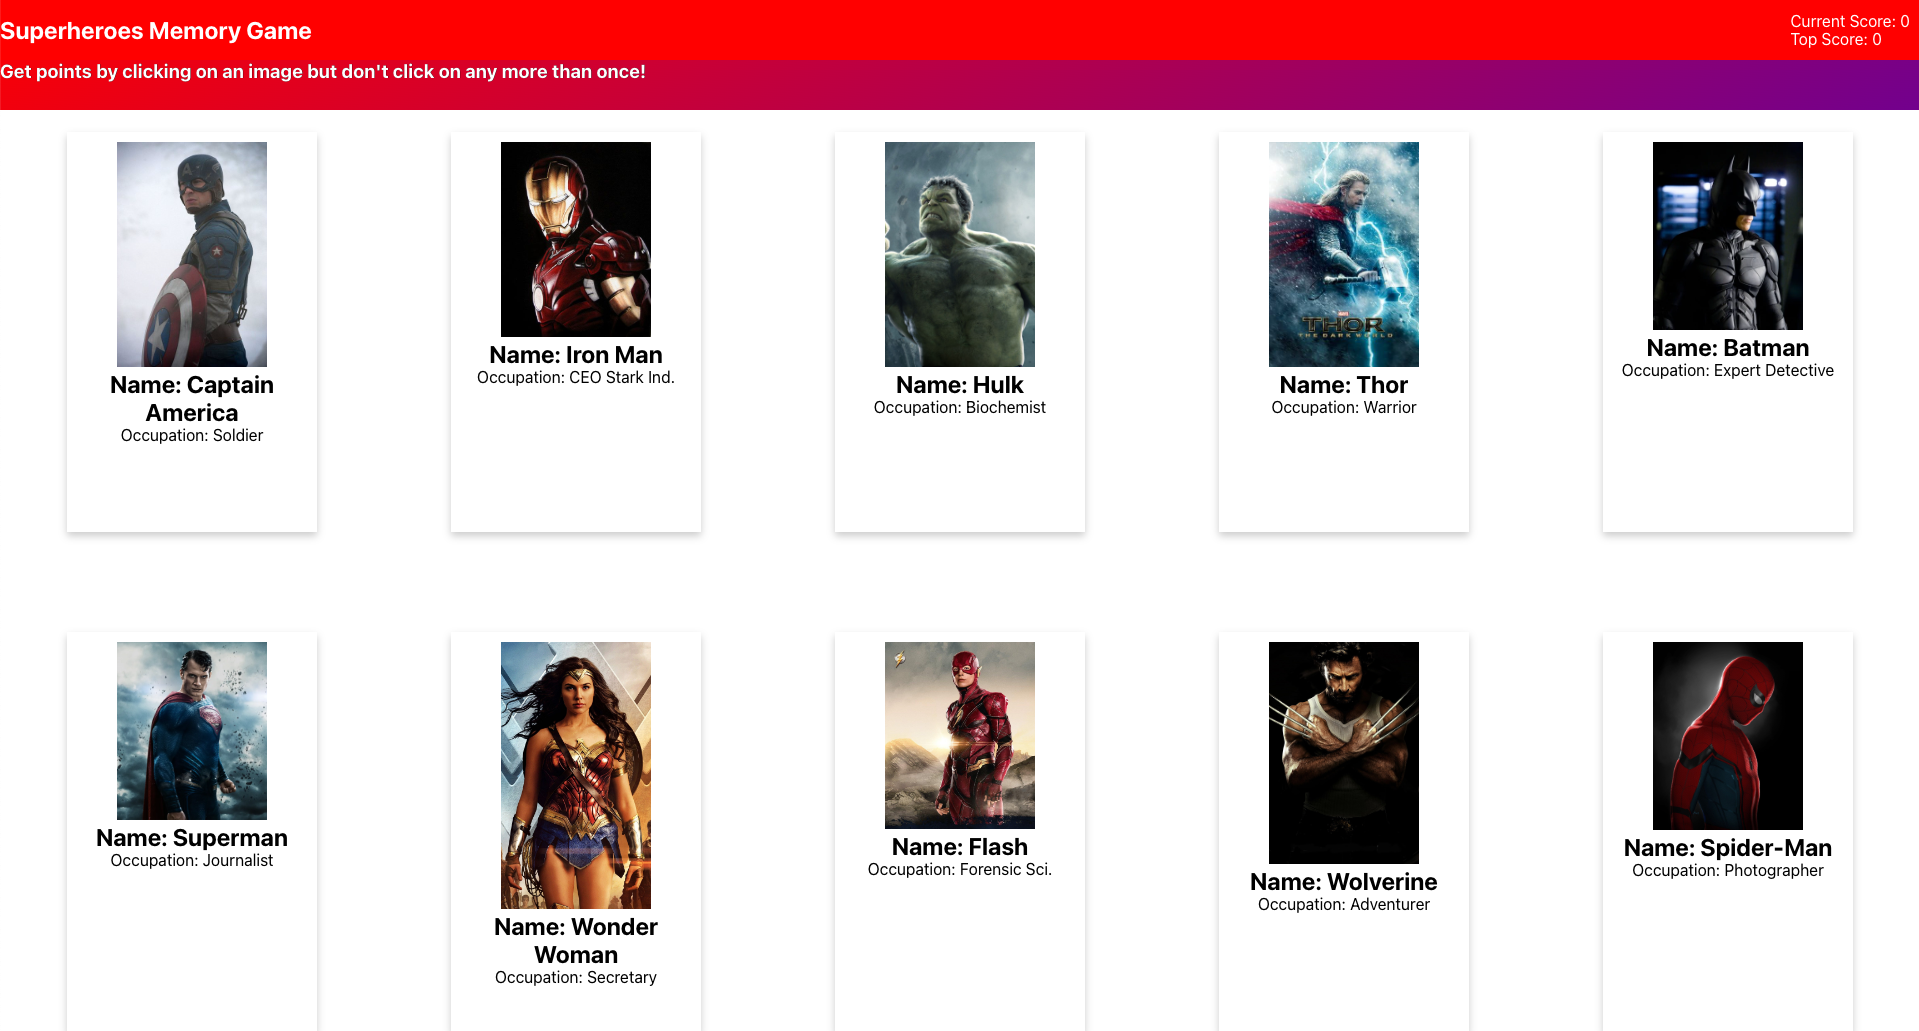 Superheroes Memory Game
Current Score: 0
Top Score: 0
Get points by clicking on an image but don't click on any more than once!
MARVEL
THOR
THE DARK WORLD
Name: Captain
America
Occupation: Soldier
Name: Iron Man
Occupation: CEO Stark Ind.
Name: Hulk
Occupation: Biochemist
Name: Thor
Occupation: Warrior
Name: Batman
Occupation: Expert Detective
Name: Superman
Occupation: Journalist
Name: Wonder
Woman
Occupation: Secretary
Name: Flash
Occupation: Forensic Sci.
Name: Wolverine
Occupation: Adventurer
Name: Spider-Man
Occupation: Photographer